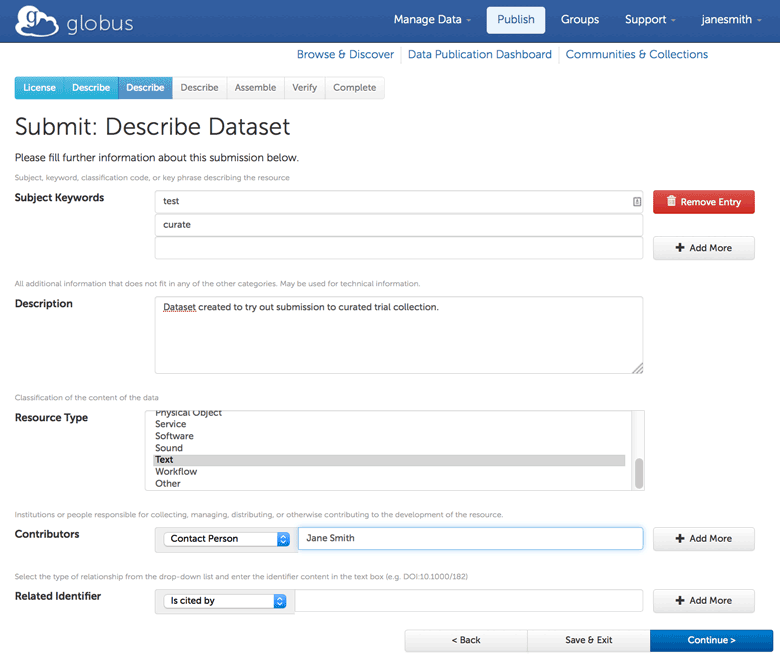 globus
Manage Data Publish Groups Support janesmith
Browse & Discover Data Publication Dashboard Communities & Collections
License Describe Describe Describe Assemble Verify Complete
Submit: Describe Dataset
Please fill further information about this submission below.
Subject, keyword, classification code, or key phrase describing the resource
Subject Keywords test Remove Entry
curate
Add More
All additional information that does not fit in any of the other categories. May be used for technical information.
Description Dataset created to try out submission to curated trial collection.
Classification of the content of the data
Resource Type
Physical Object
Service
Software
Sound
Text
Workflow
Other
Institutions or people responsible for collecting, managing, distributing, or otherwise contributing to the development of the resource.
Contributors Contact Person Jane Smith Add More
Select the type of relationship from the drop-down list and enter the identifier content in the text box (e.g. DOI:10.1000/182)
Related Identifier Is cited by Add More
< Back Save & Exit Continue >